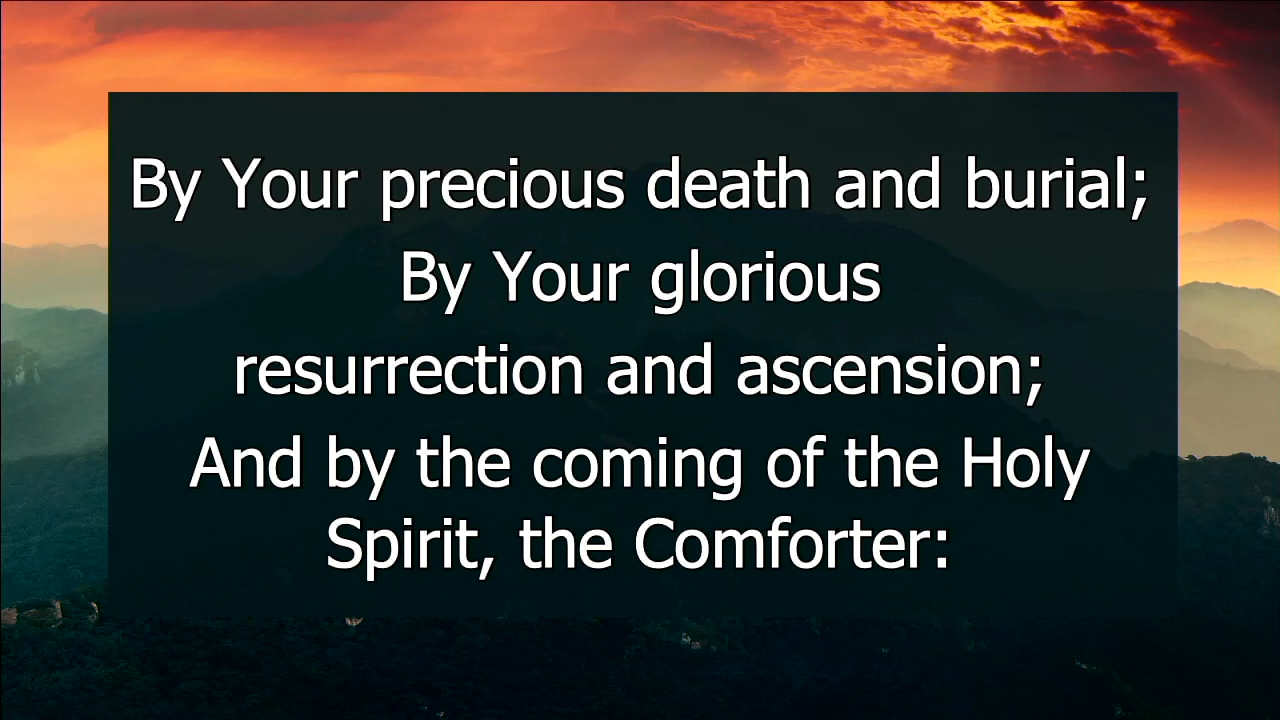 By Your precious death and burial;
By Your glorious
resurrection and ascension;
And by the coming of the Holy
Spirit, the Comforter: